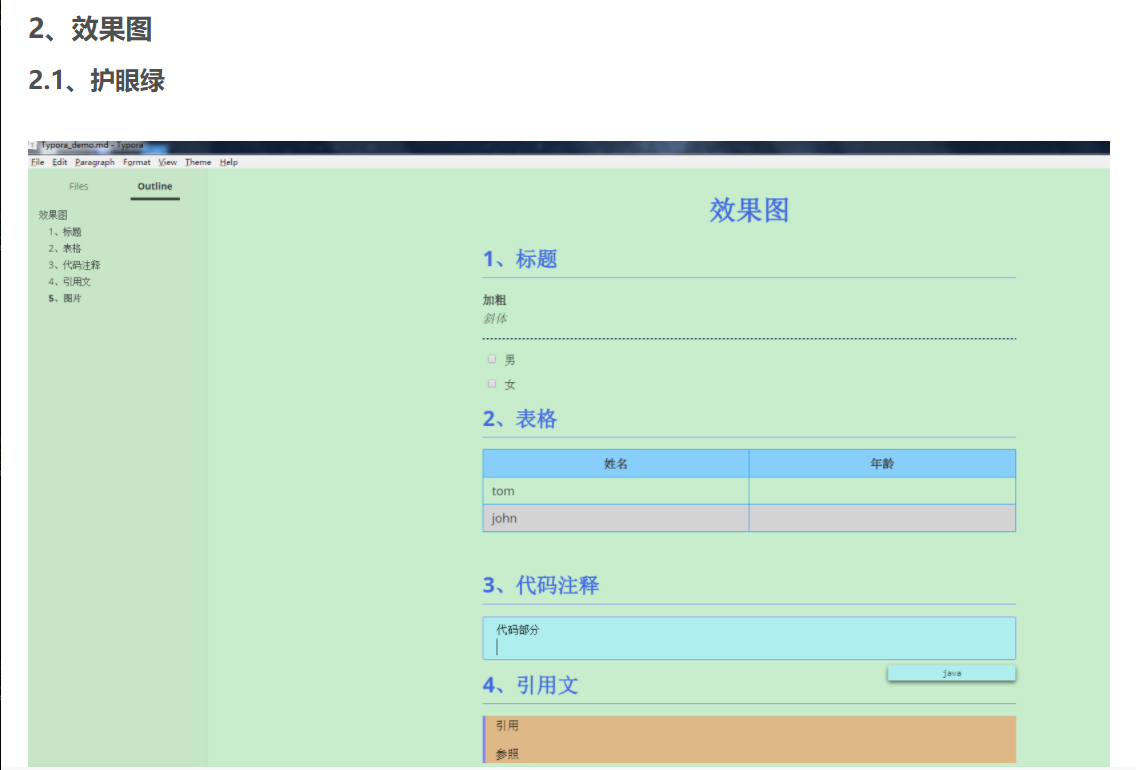 2、效果图
2.1、护眼绿
Typora_demo.md - Typora
File Edit Paragraph Format View Theme Help
Files Outline
效果图
1、标题
2、表格
3、代码注释
4、引用文
5、图片
效果图
1、标题
加粗
斜体
男
女
2、表格
姓名 年龄
tom
john
3、代码注释
代码部分
java
4、引用文
引用
参照